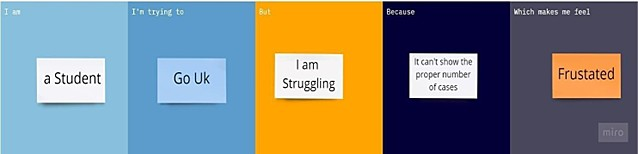 I am
I'm trying to
But
Because
Which makes me feel
a Student
Go Uk
I am
Struggling
It can't show the
proper number
of cases
Frustated
miro